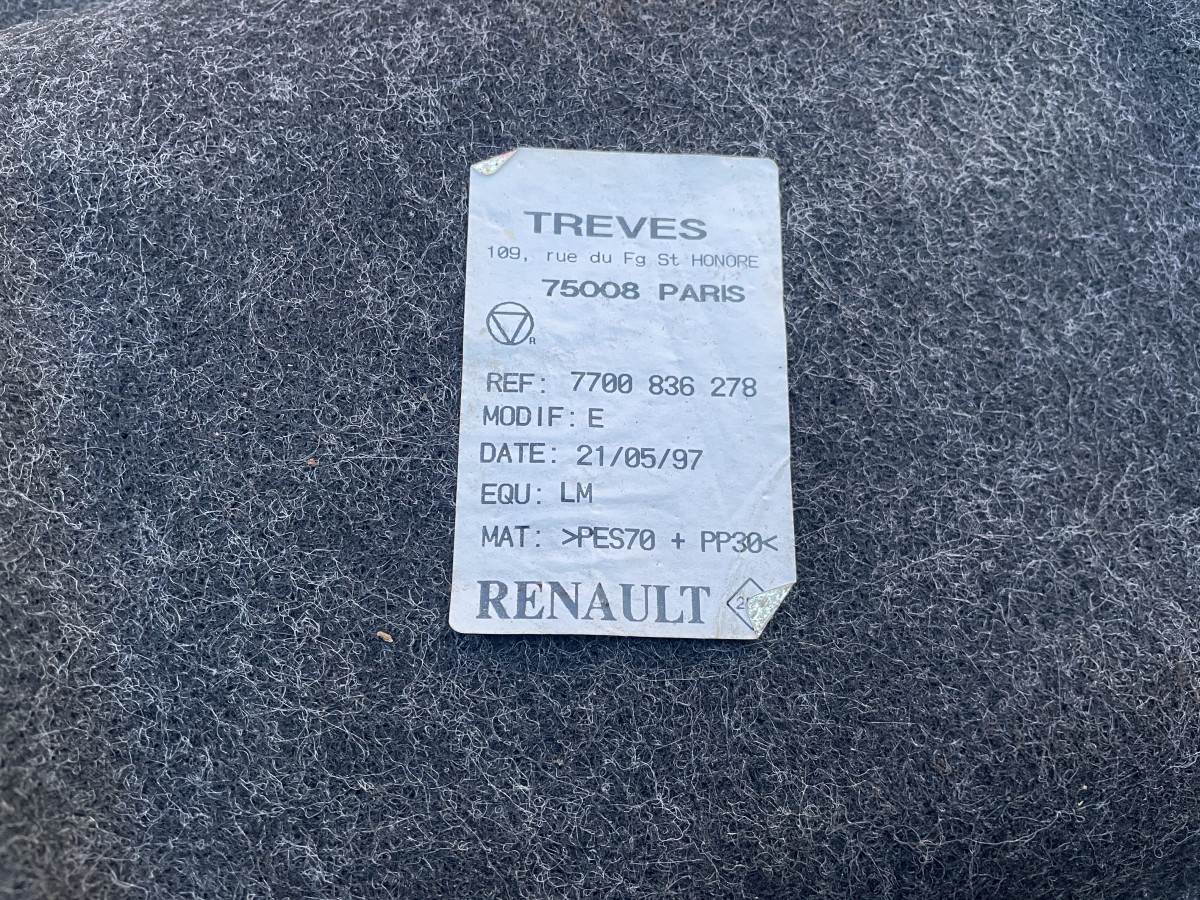 TREVES
109, rue du Fg St HONORE
75008 PARIS
R
REF: 7700 836 278
MODIF: E
DATE: 21/05/97
EQU: LM
MAT: >PES70 + PP30<
RENAULT